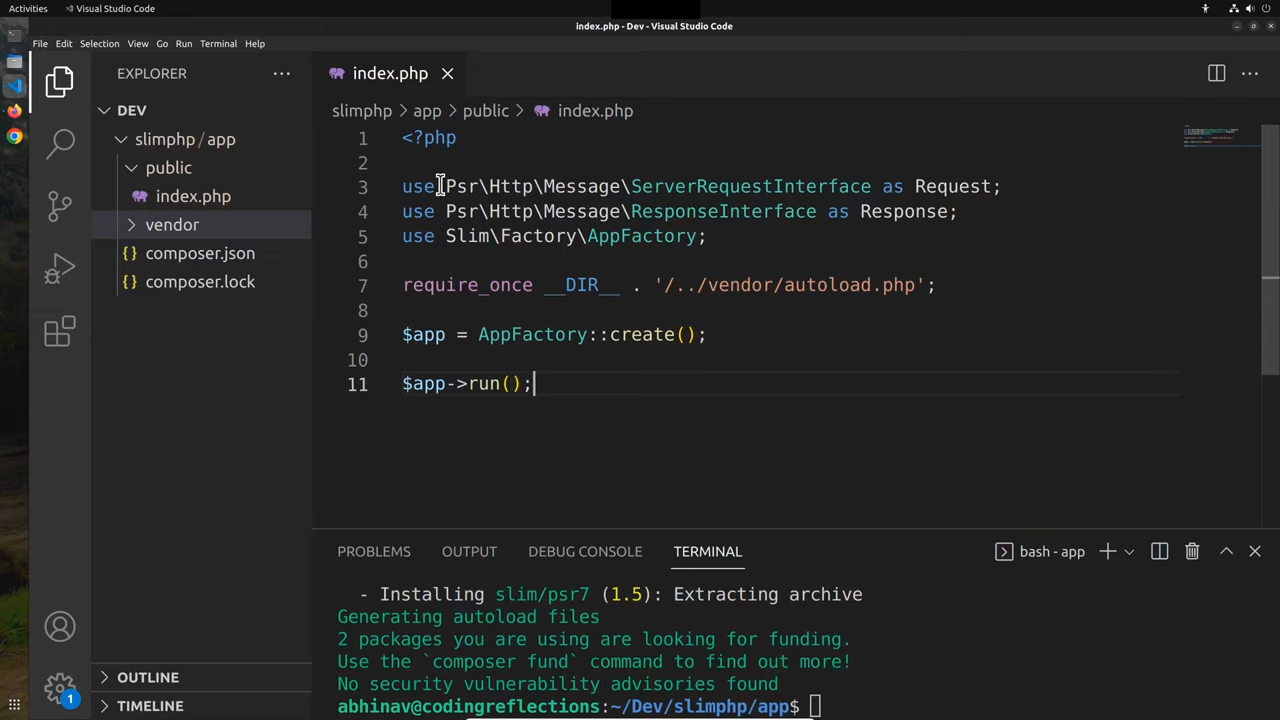 Activities
Visual Studio Code
index.php - Dev - Visual Studio Code
File Edit Selection View Go Run Terminal Help
EXPLORER
DEV
slimphp / app
public
index.php
vendor
{} composer.json
{} composer.lock
OUTLINE
TIMELINE
1
index.php
slimphp > app > public > index.php
1 <?php
2
3 use Psr\Http\Message\ServerRequestInterface as Request;
4 use Psr\Http\Message\ResponseInterface as Response;
5 use Slim\Factory\AppFactory;
6
7 require_once __DIR__ . '/../vendor/autoload.php';
8
9 $app = AppFactory::create();
10
11 $app->run();
PROBLEMS OUTPUT DEBUG CONSOLE TERMINAL
bash - app
- Installing slim/psr7 (1.5): Extracting archive
Generating autoload files
2 packages you are using are looking for funding.
Use the `composer fund` command to find out more!
No security vulnerability advisories found
abhinav@codingreflections:~/Dev/slimphp/app$